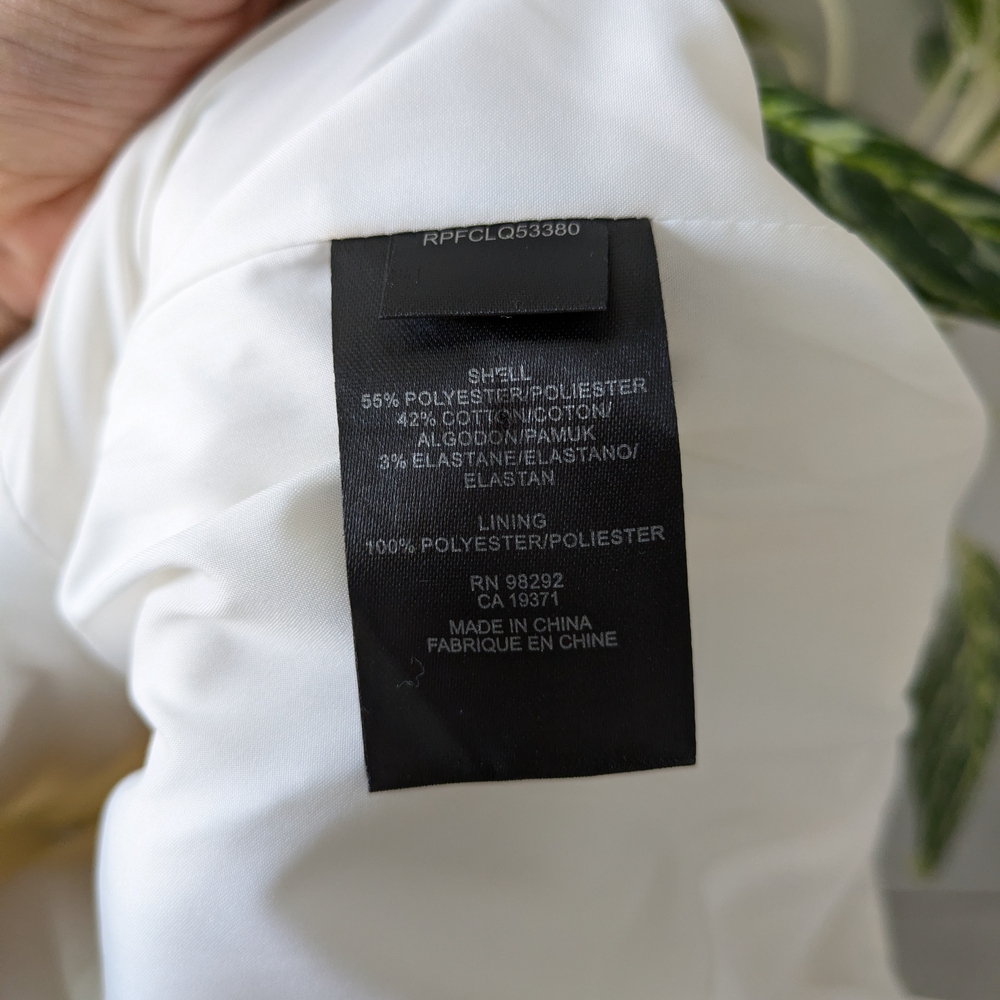 RPFCLQ53380
SHELL
55% POLYESTER/POLIESTER
42% COTTON/COTON/
ALGODON/PAMUK
3% ELASTANE/ELASTANO/
ELASTAN
LINING
100% POLYESTER/POLIESTER
RN 98292
CA 19371
MADE IN CHINA
FABRIQUE EN CHINE